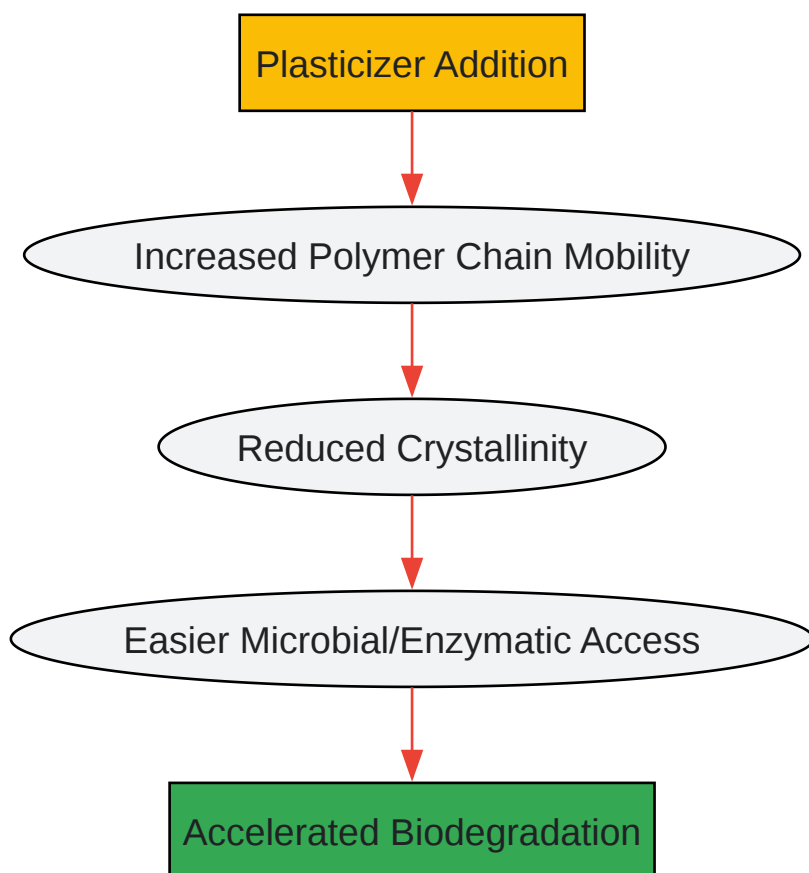 Plasticizer Addition
Increased Polymer Chain Mobility
Reduced Crystallinity
Easier Microbial/Enzymatic Access
Accelerated Biodegradation